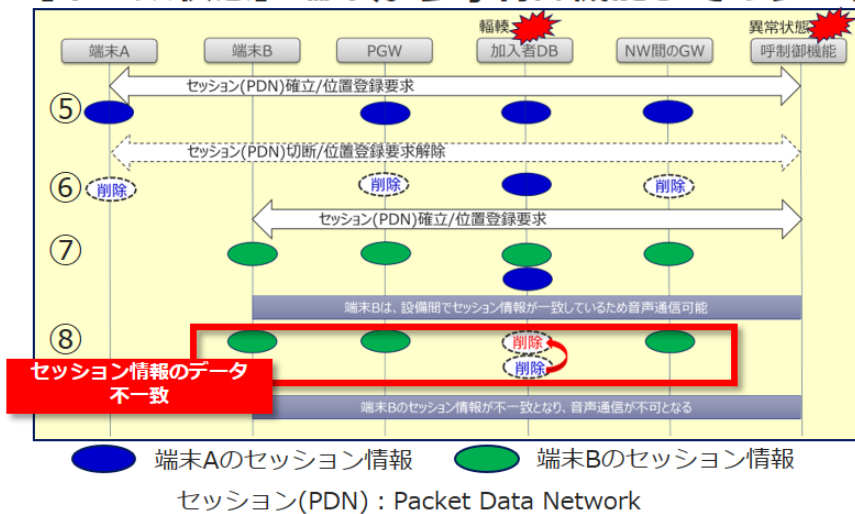 輻輳
異常状態
端末A
端末B
PGW
加入者DB
NW間のGW
呼制御機能
セッション(PDN)確立/位置登録要求
⑤
セッション(PDN)切断/位置登録要求解除
⑥
削除
削除
削除
セッション(PDN)確立/位置登録要求
⑦
端末Bは、設備間でセッション情報が一致しているため音声通信可能
⑧
削除
削除
セッション情報のデータ
不一致
端末Bのセッション情報が不一致となり、音声通信が不可となる
端末Aのセッション情報
端末Bのセッション情報
セッション(PDN) : Packet Data Network